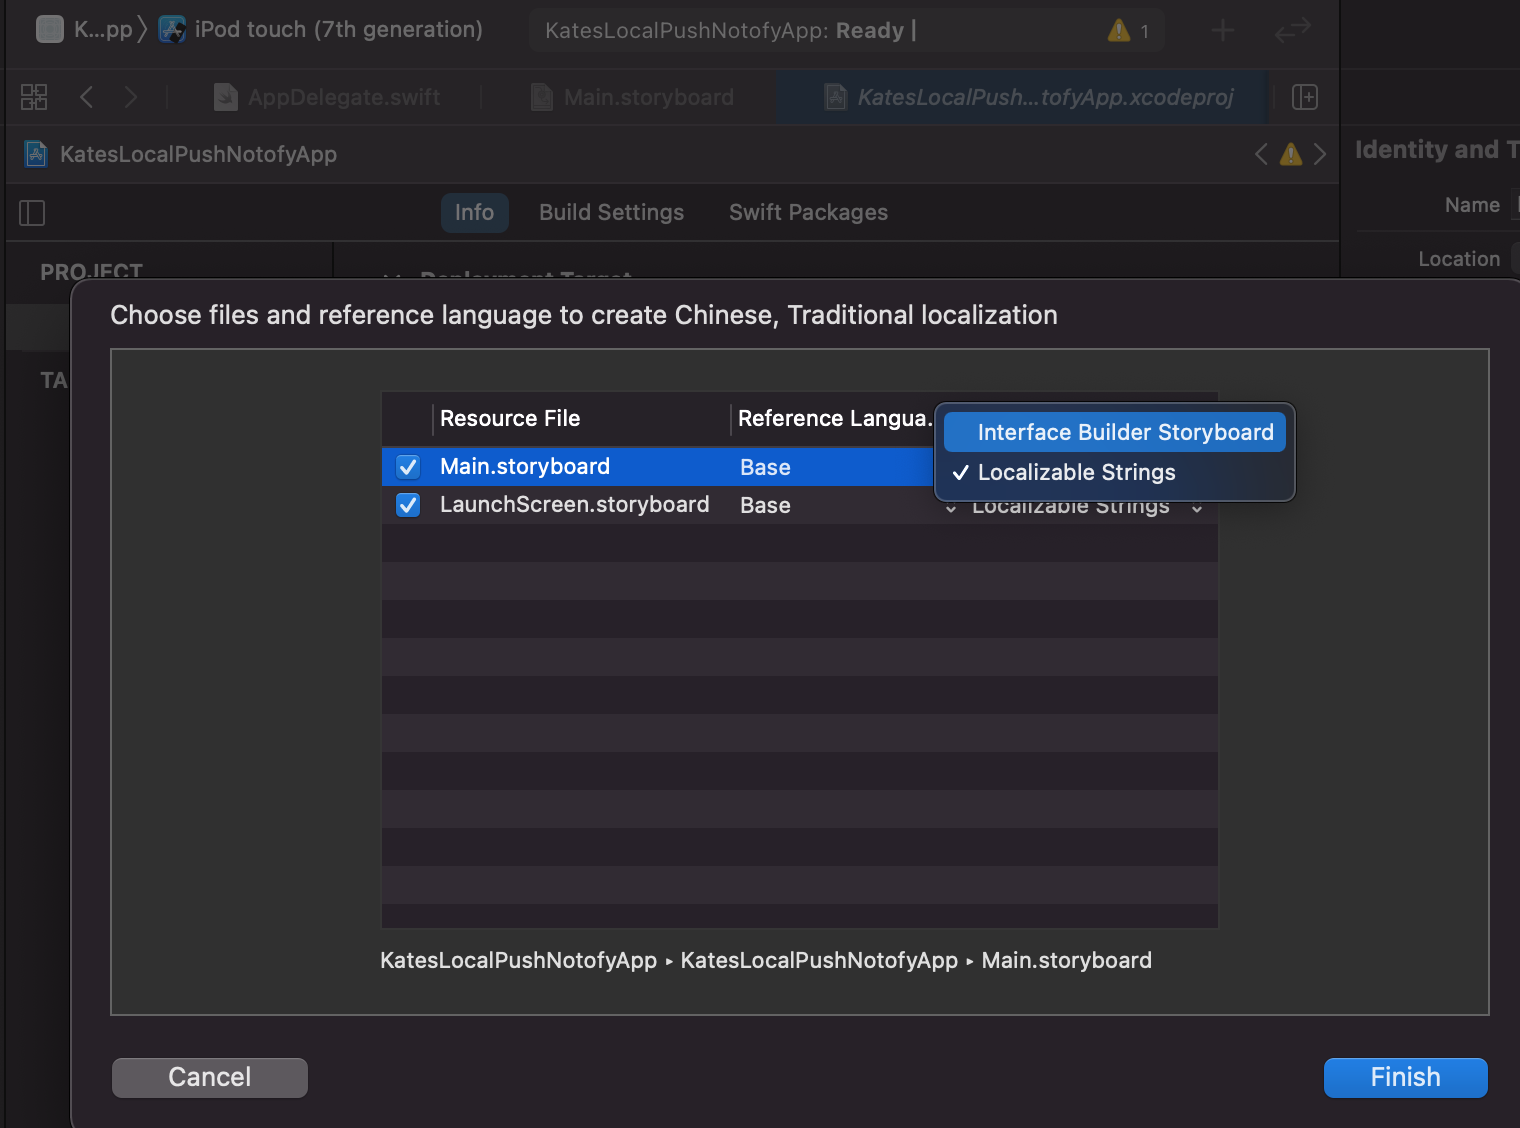 K...pp
iPod touch (7th generation)
KatesLocalPushNotofyApp: Ready |
1
AppDelegate.swift
Main.storyboard
KatesLocalPush...tofyApp.xcodeproj
KatesLocalPushNotofyApp
Identity and T
Name
Info
Build Settings
Swift Packages
Location
PROJECT
Deployment Target
TA
Choose files and reference language to create Chinese, Traditional localization
Resource File
Reference Langua.
Interface Builder Storyboard
Main.storyboard
Base
Localizable Strings
LaunchScreen.storyboard
Base
Localizable Strings
KatesLocalPushNotofyApp ▸ KatesLocalPushNotofyApp ▸ Main.storyboard
Cancel
Finish